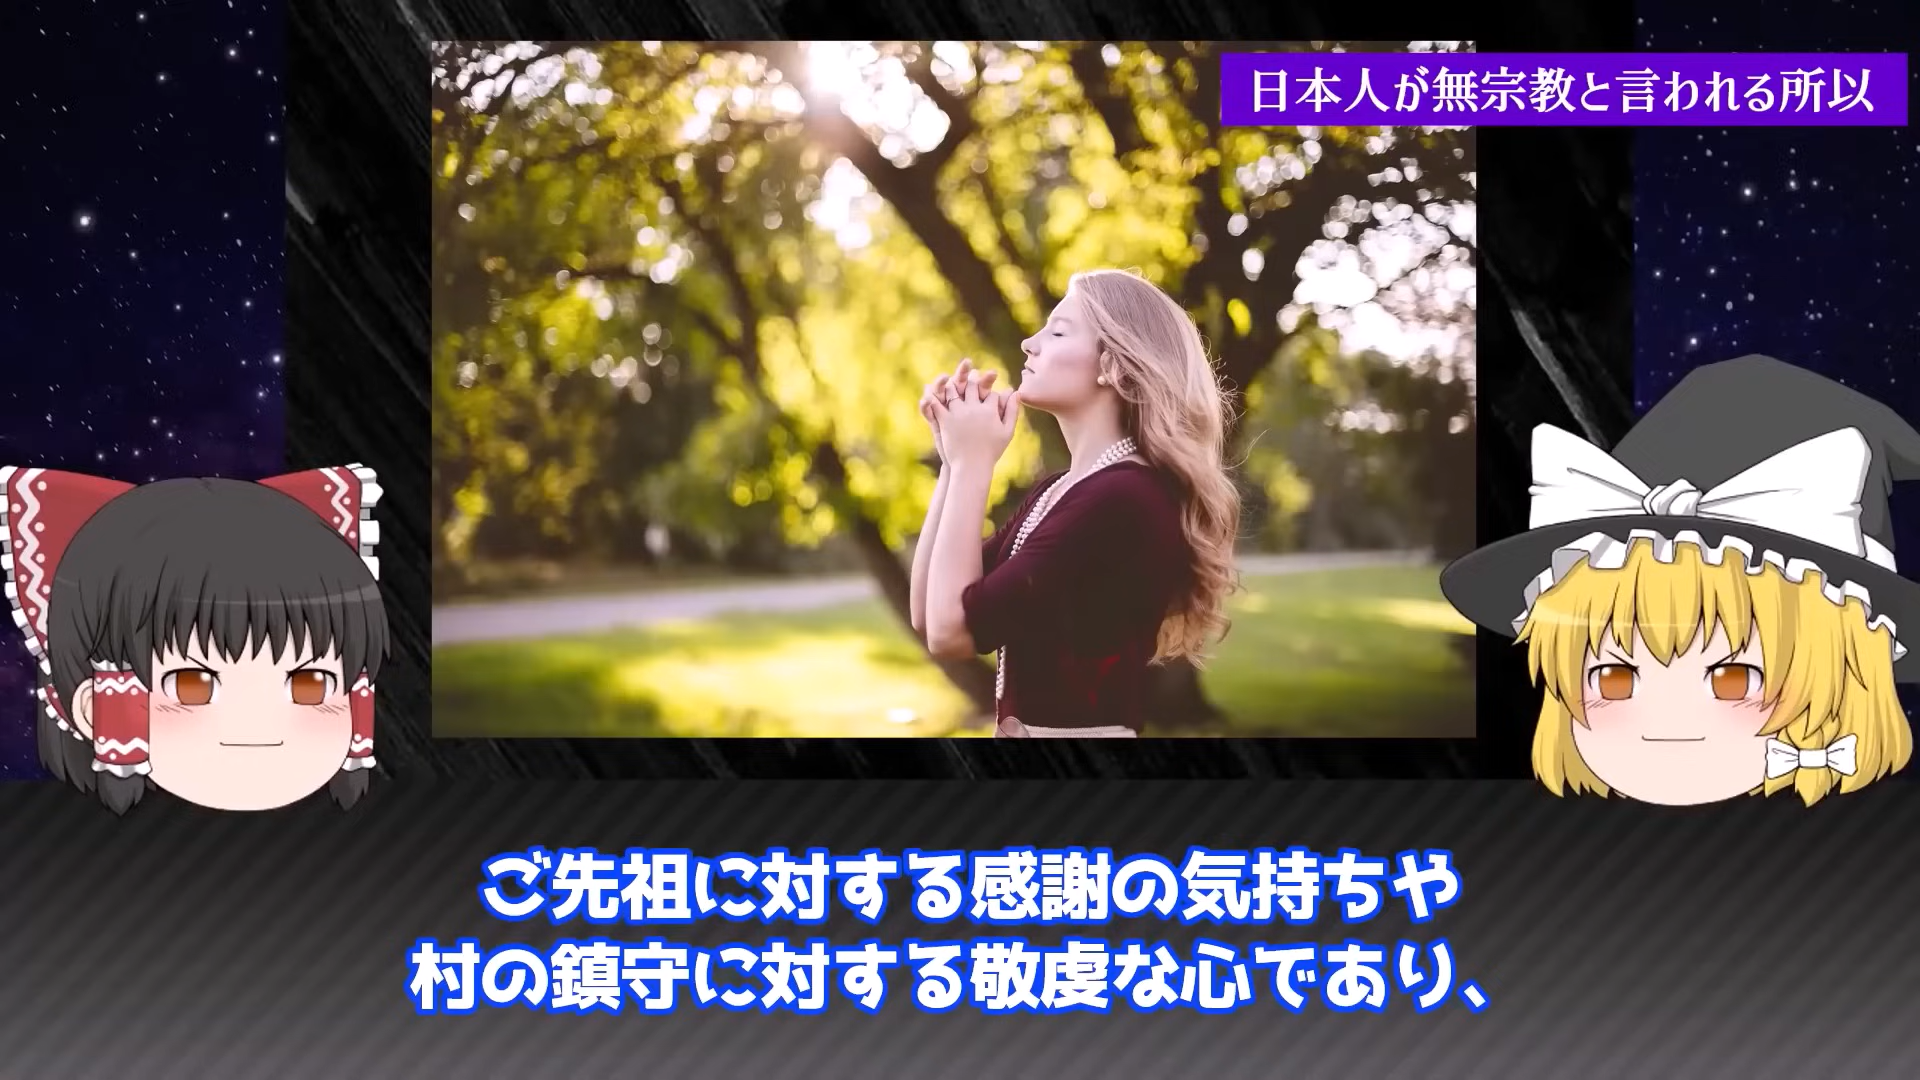 日本人が無宗教と言われる所以
ご先祖に対する感謝の気持ちや
村の鎮守に対する敬虔な心であり、